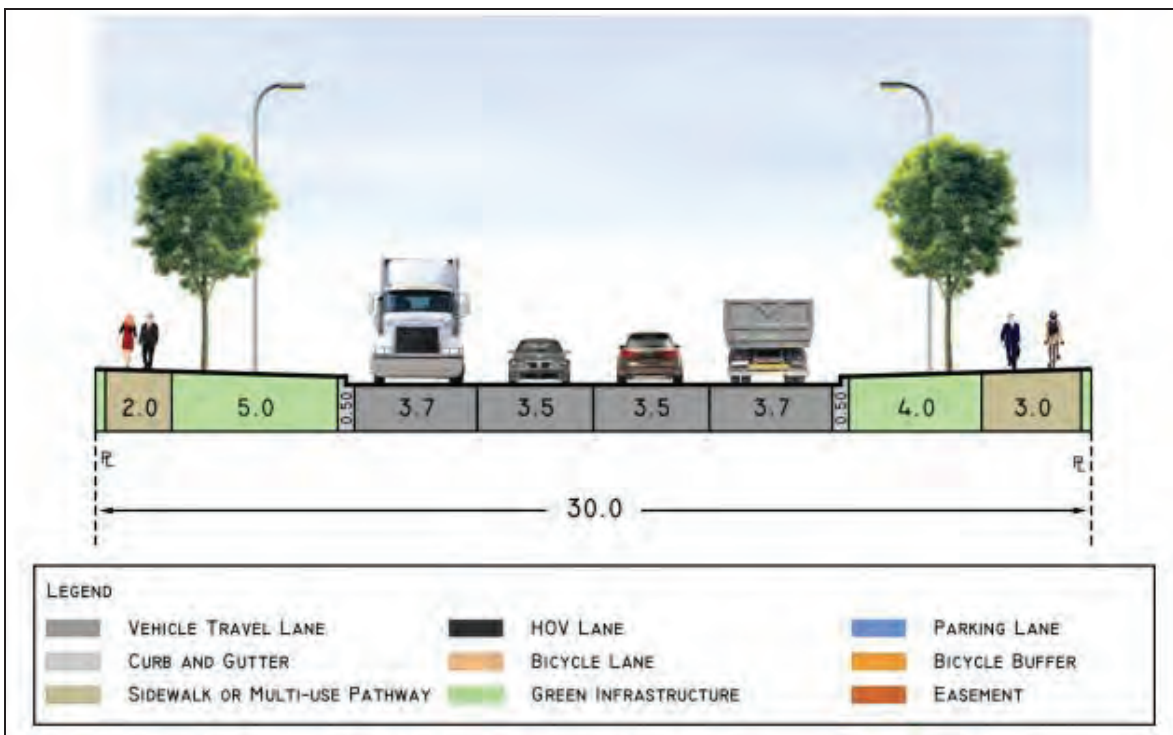 2.0 5.0 0.50 3.7 3.5 3.5 3.7 0.50 4.0 3.0
PL PL
30.0
LEGEND
VEHICLE TRAVEL LANE HOV LANE PARKING LANE
CURB AND GUTTER BICYCLE LANE BICYCLE BUFFER
SIDEWALK OR MULTI-USE PATHWAY GREEN INFRASTRUCTURE EASEMENT